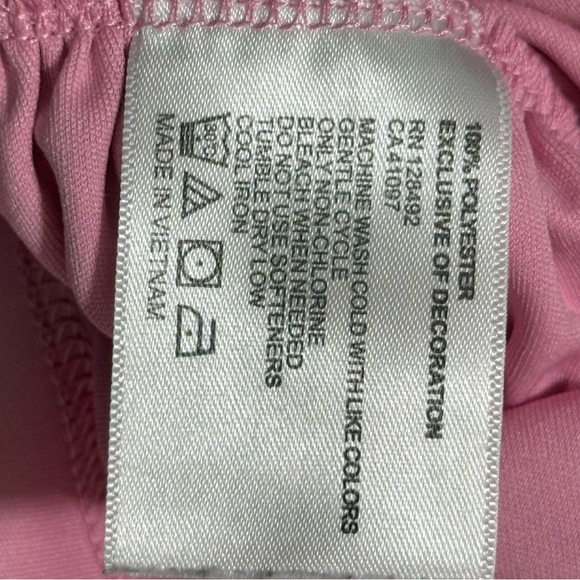 100% POLYESTER
EXCLUSIVE OF DECORATION
RN 128492
CA 41097
MACHINE WASH COLD WITH LIKE COLORS
GENTLE CYCLE
ONLY NON-CHLORINE
BLEACH WHEN NEEDED
DO NOT USE SOFTENERS
TUMBLE DRY LOW
COOL IRON
30°
MADE IN VIETNAM